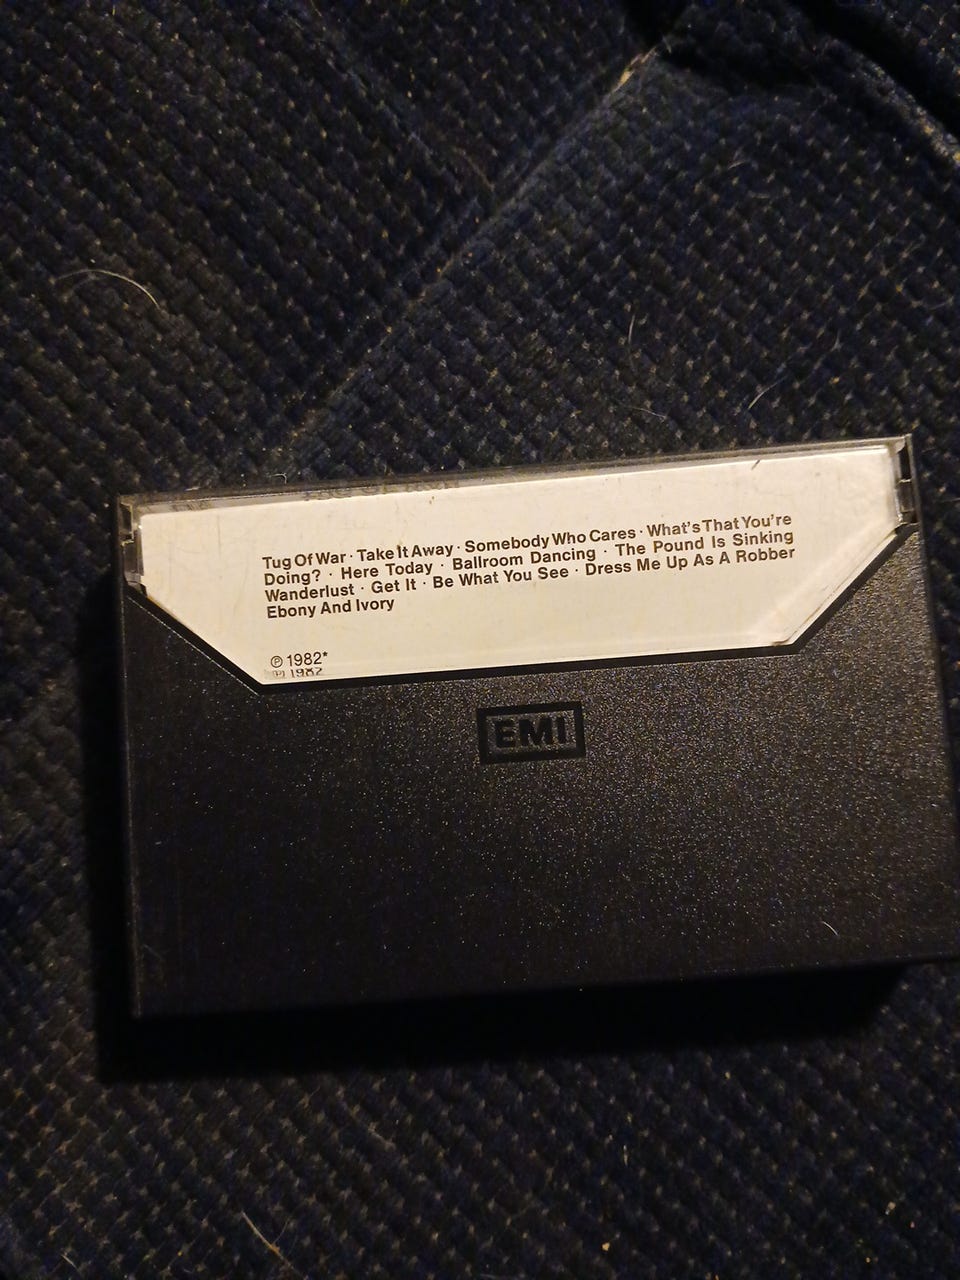 Tug Of War · Take It Away · Somebody Who Cares · What's That You're
Doing? · Here Today · Ballroom Dancing · The Pound Is Sinking
Wanderlust · Get It · Be What You See · Dress Me Up As A Robber
Ebony And Ivory
℗ 1982*
EMI